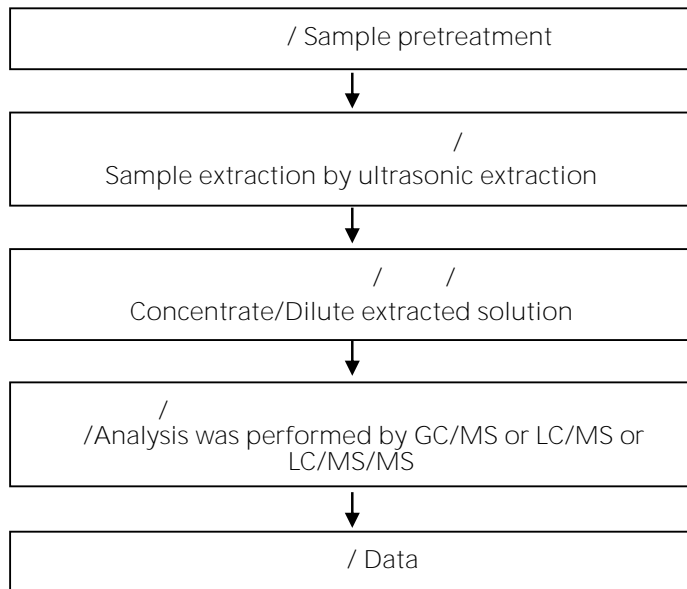 / Sample pretreatment
/
Sample extraction by ultrasonic extraction
/ /
Concentrate/Dilute extracted solution
/
/Analysis was performed by GC/MS or LC/MS or
LC/MS/MS
/ Data